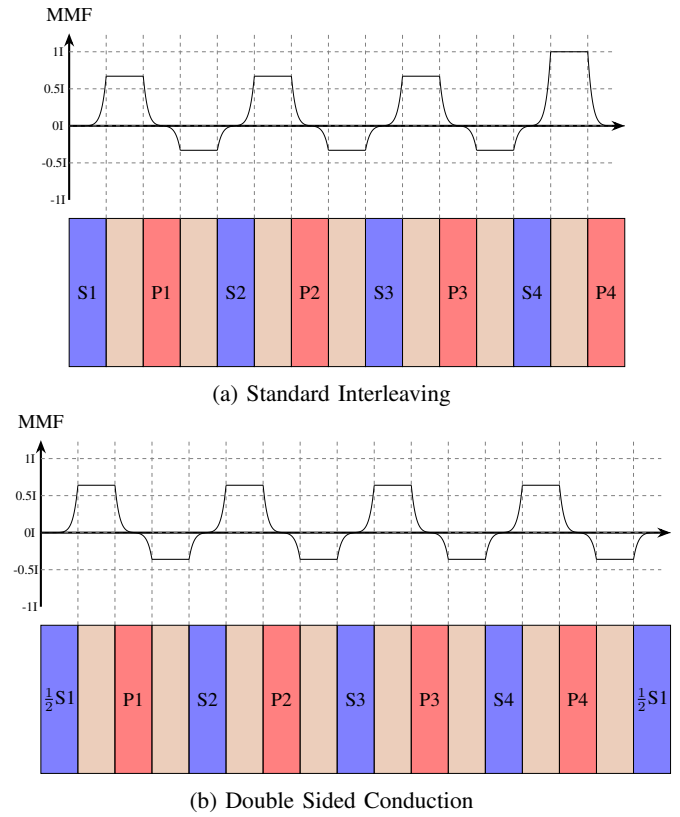 MMF
1I
0.5I
0I
-0.5I
-1I
S1 P1 S2 P2 S3 P3 S4 P4
(a) Standard Interleaving
MMF
1I
0.5I
0I
-0.5I
-1I
½S1 P1 S2 P2 S3 P3 S4 P4 ½S1
(b) Double Sided Conduction